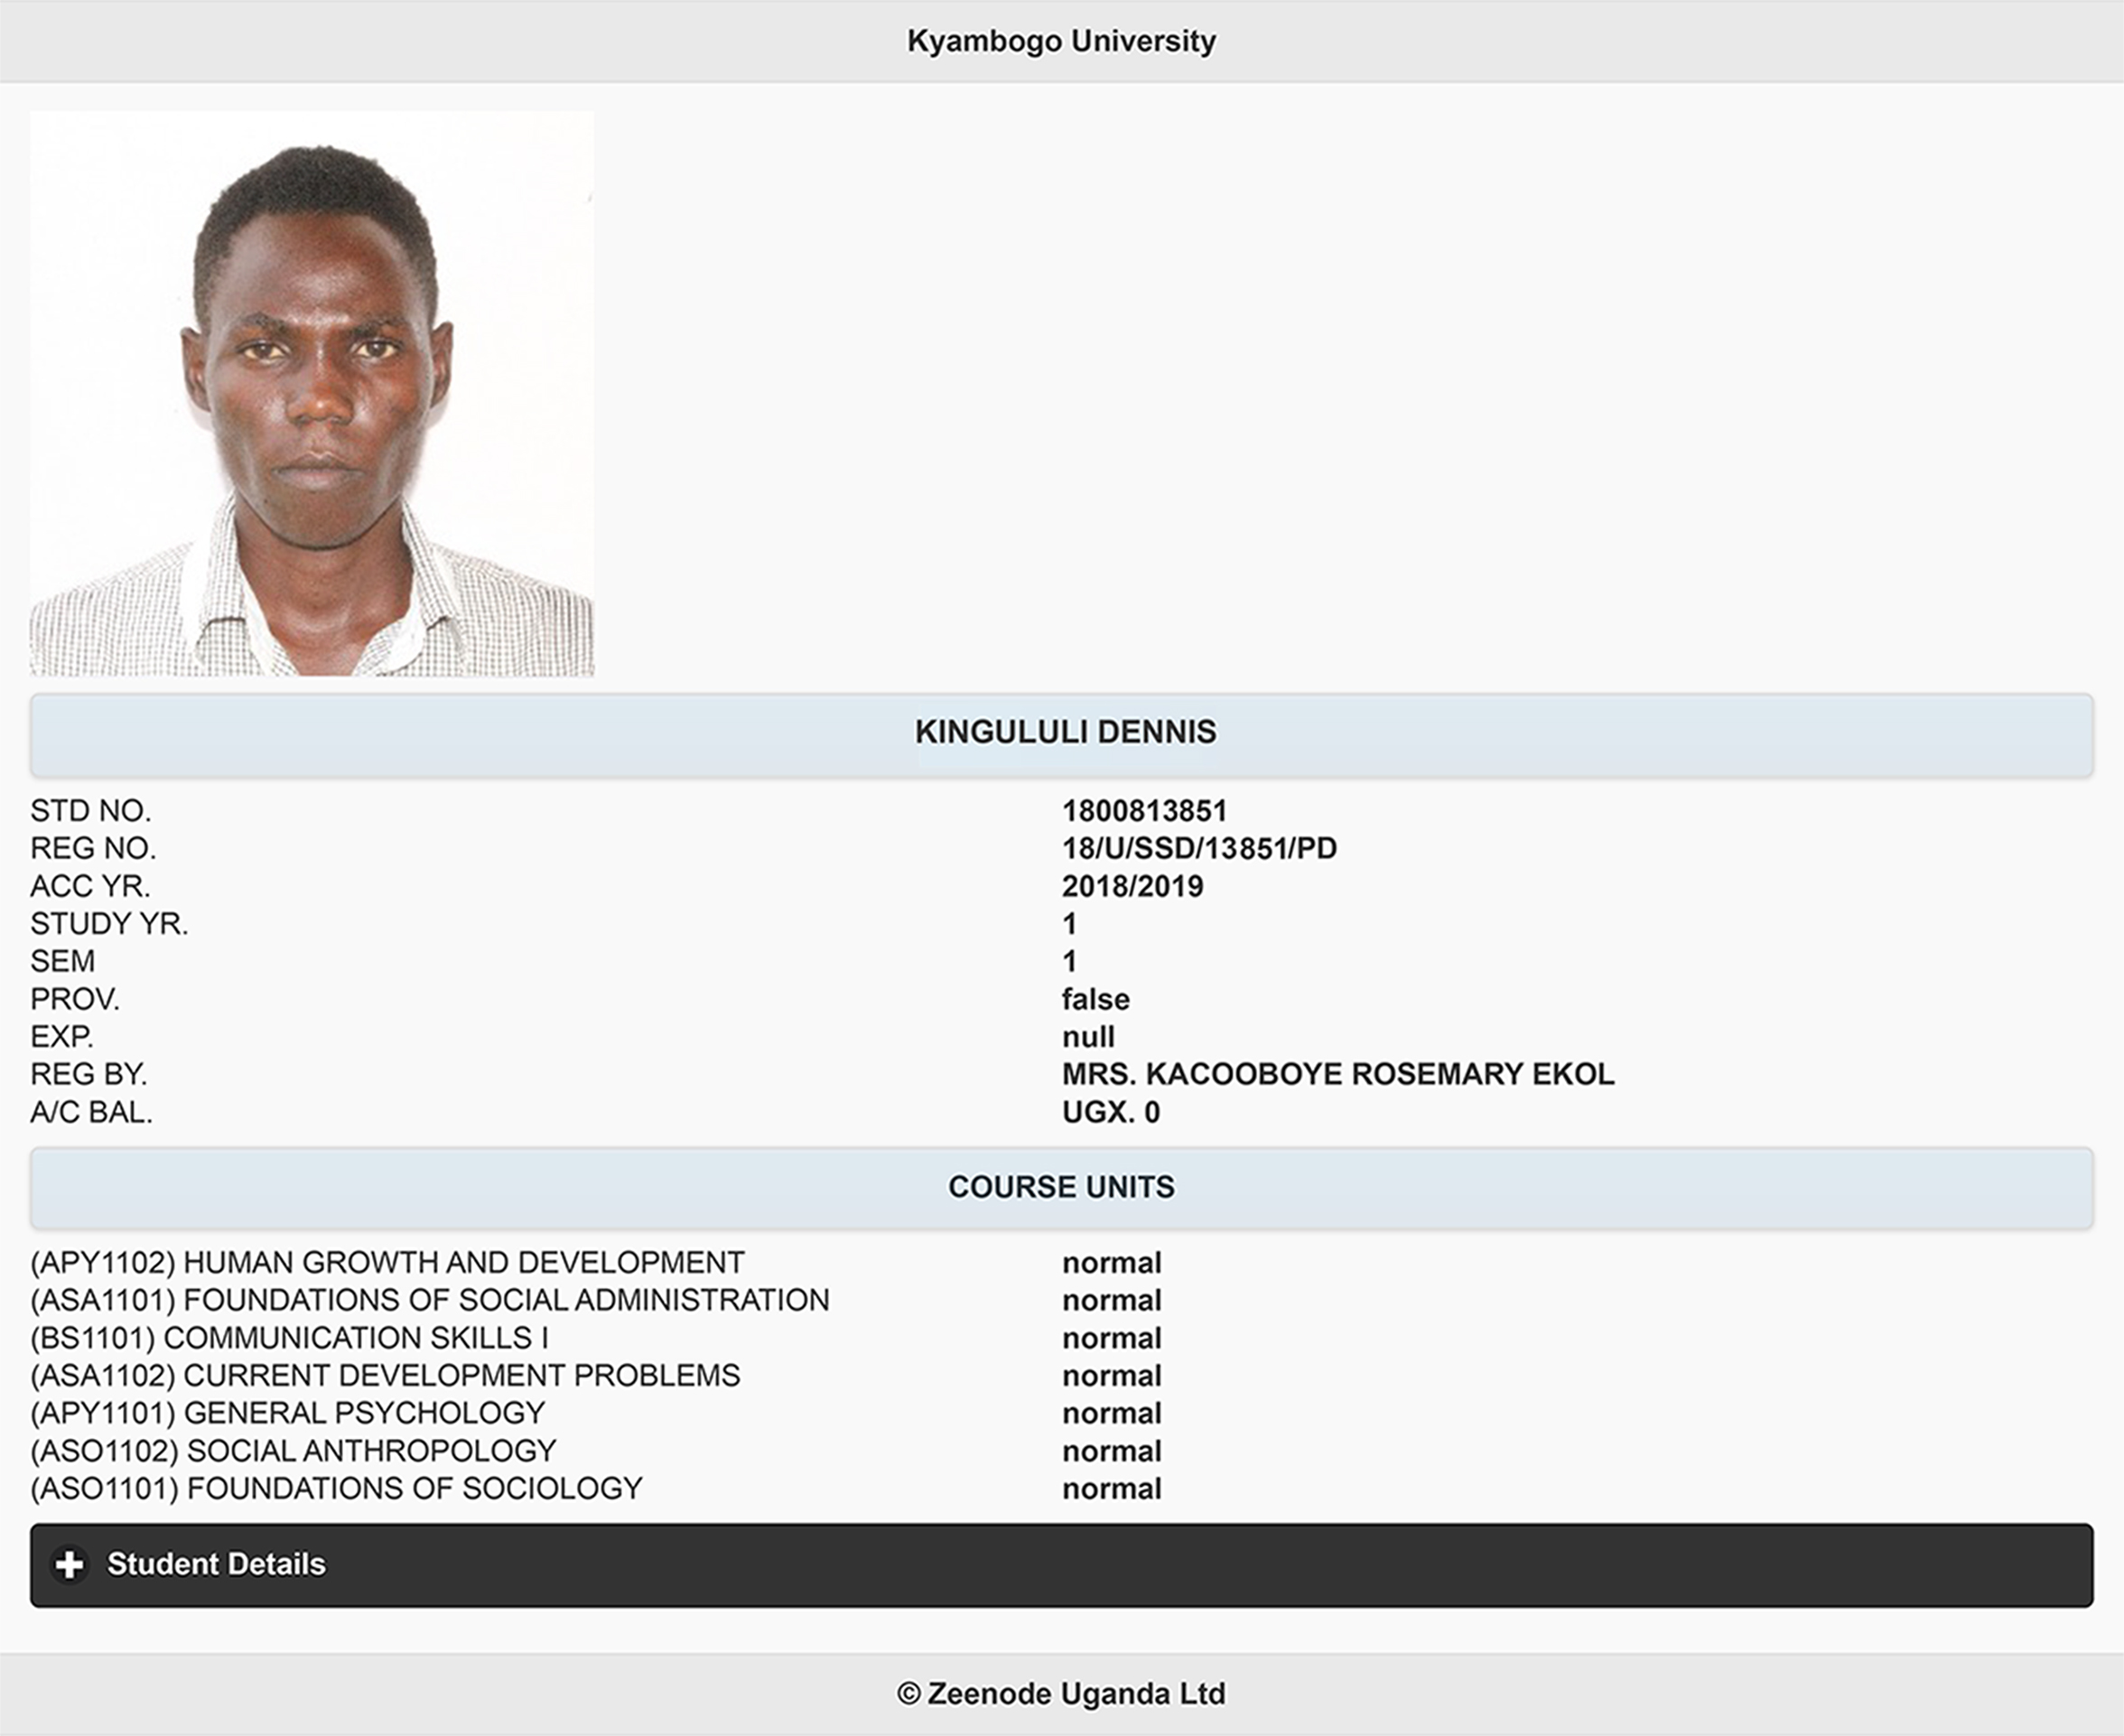 Kyambogo University
KINGULULI DENNIS
STD NO. 1800813851
REG NO. 18/U/SSD/13851/PD
ACC YR. 2018/2019
STUDY YR. 1
SEM 1
PROV. false
EXP. null
REG BY. MRS. KACOOBOYE ROSEMARY EKOL
A/C BAL. UGX. 0
COURSE UNITS
(APY1102) HUMAN GROWTH AND DEVELOPMENT normal
(ASA1101) FOUNDATIONS OF SOCIAL ADMINISTRATION normal
(BS1101) COMMUNICATION SKILLS I normal
(ASA1102) CURRENT DEVELOPMENT PROBLEMS normal
(APY1101) GENERAL PSYCHOLOGY normal
(ASO1102) SOCIAL ANTHROPOLOGY normal
(ASO1101) FOUNDATIONS OF SOCIOLOGY normal
Student Details
© Zeenode Uganda Ltd